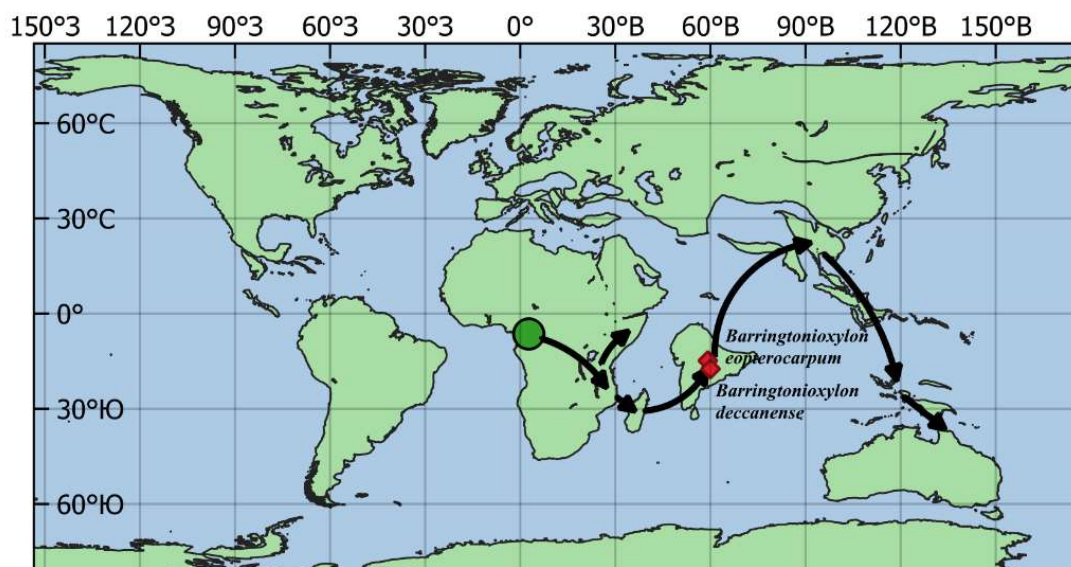 150°З 120°З 90°З 60°З 30°З 0° 30°В 60°В 90°В 120°В 150°В
60°С
30°С
0°
30°Ю
60°Ю
Barringtonioxylon
eopterocarpum
Barringtonioxylon
deccanense